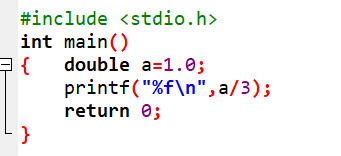 #include <stdio.h>
int main()
{   double a=1.0;
    printf("%f\n",a/3);
    return 0;
}